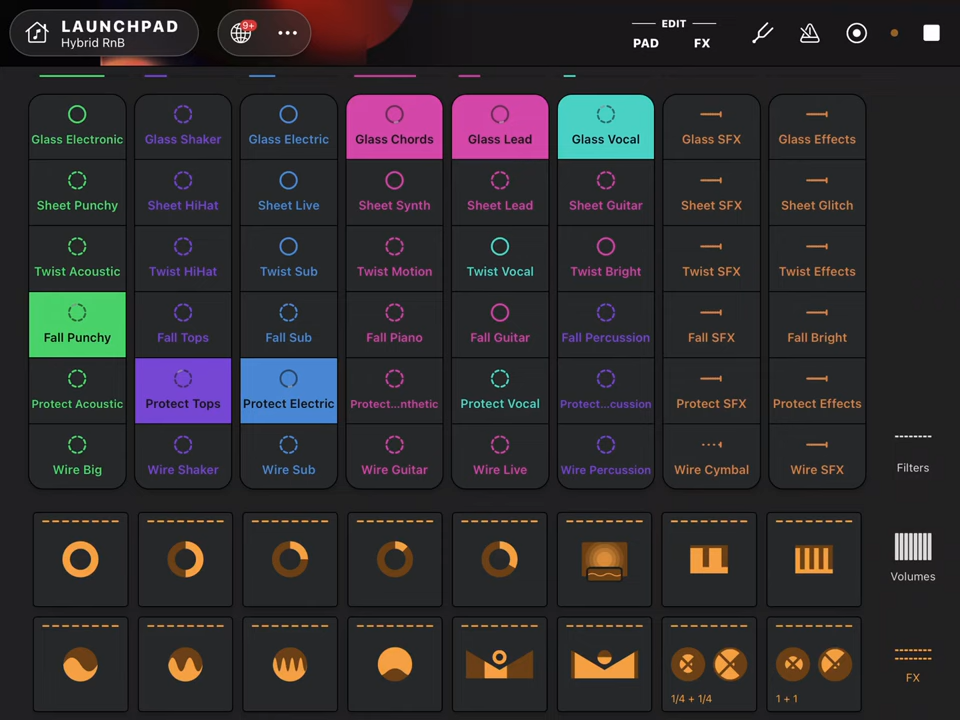 LAUNCHPAD
Hybrid RnB
9+
EDIT
PAD FX
Glass Electronic Glass Shaker Glass Electric Glass Chords Glass Lead Glass Vocal Glass SFX Glass Effects
Sheet Punchy Sheet HiHat Sheet Live Sheet Synth Sheet Lead Sheet Guitar Sheet SFX Sheet Glitch
Twist Acoustic Twist HiHat Twist Sub Twist Motion Twist Vocal Twist Bright Twist SFX Twist Effects
Fall Punchy Fall Tops Fall Sub Fall Piano Fall Guitar Fall Percussion Fall SFX Fall Bright
Protect Acoustic Protect Tops Protect Electric Protect...nthetic Protect Vocal Protect...cussion Protect SFX Protect Effects
Wire Big Wire Shaker Wire Sub Wire Guitar Wire Live Wire Percussion Wire Cymbal Wire SFX
Filters
Volumes
FX
1/4 + 1/4 1 + 1